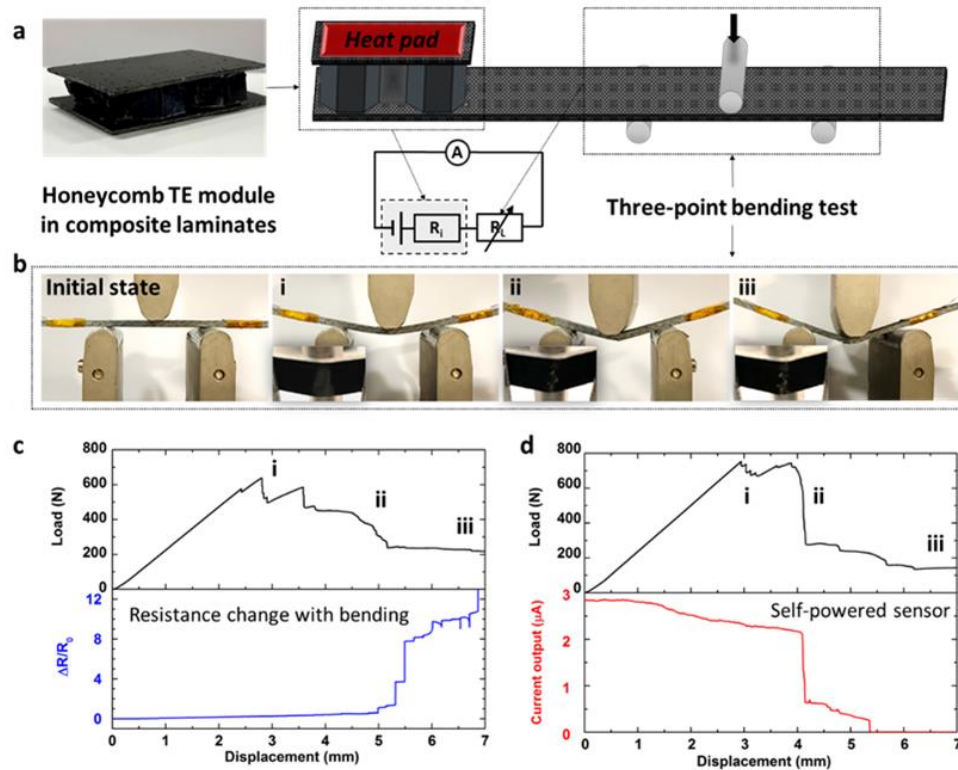 a
Heat pad
Honeycomb TE module
in composite laminates
A
Ri
RL
Three-point bending test
b
Initial state
i
ii
iii
c
800
600
400
200
0
Load (N)
i
ii
iii
12
8
4
0
ΔR/R₀
Resistance change with bending
0 1 2 3 4 5 6 7
Displacement (mm)
d
800
600
400
200
0
Load (N)
i
ii
iii
3
2
1
0
Current output (μA)
Self-powered sensor
0 1 2 3 4 5 6 7
Displacement (mm)